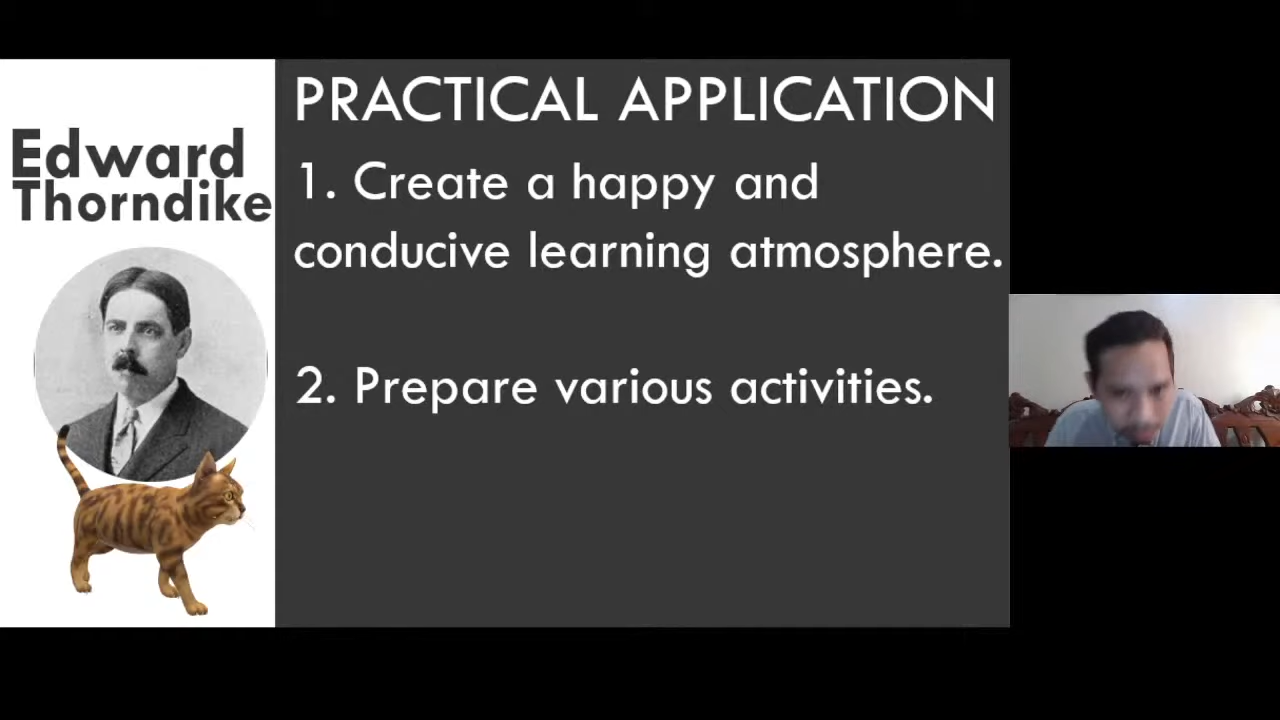 Edward
Thorndike
PRACTICAL APPLICATION
1. Create a happy and
conducive learning atmosphere.
2. Prepare various activities.